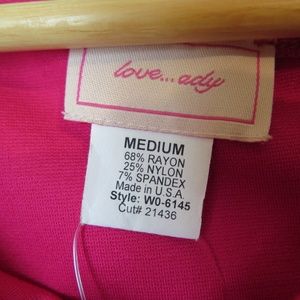 love...ady
MEDIUM
68% RAYON
25% NYLON
7% SPANDEX
Made in U.S.A
Style: W0-6145
Cut# 21436